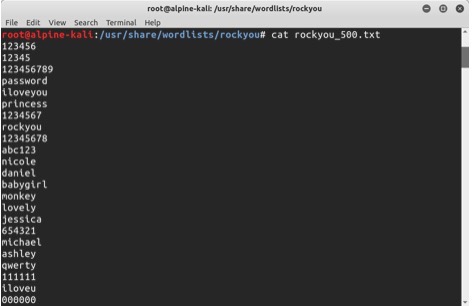 root@alpine-kali: /usr/share/wordlists/rockyou
File Edit View Search Terminal Help
root@alpine-kali:/usr/share/wordlists/rockyou# cat rockyou_500.txt
123456
12345
123456789
password
iloveyou
princess
1234567
rockyou
12345678
abc123
nicole
daniel
babygirl
monkey
lovely
jessica
654321
michael
ashley
qwerty
111111
iloveu
000000